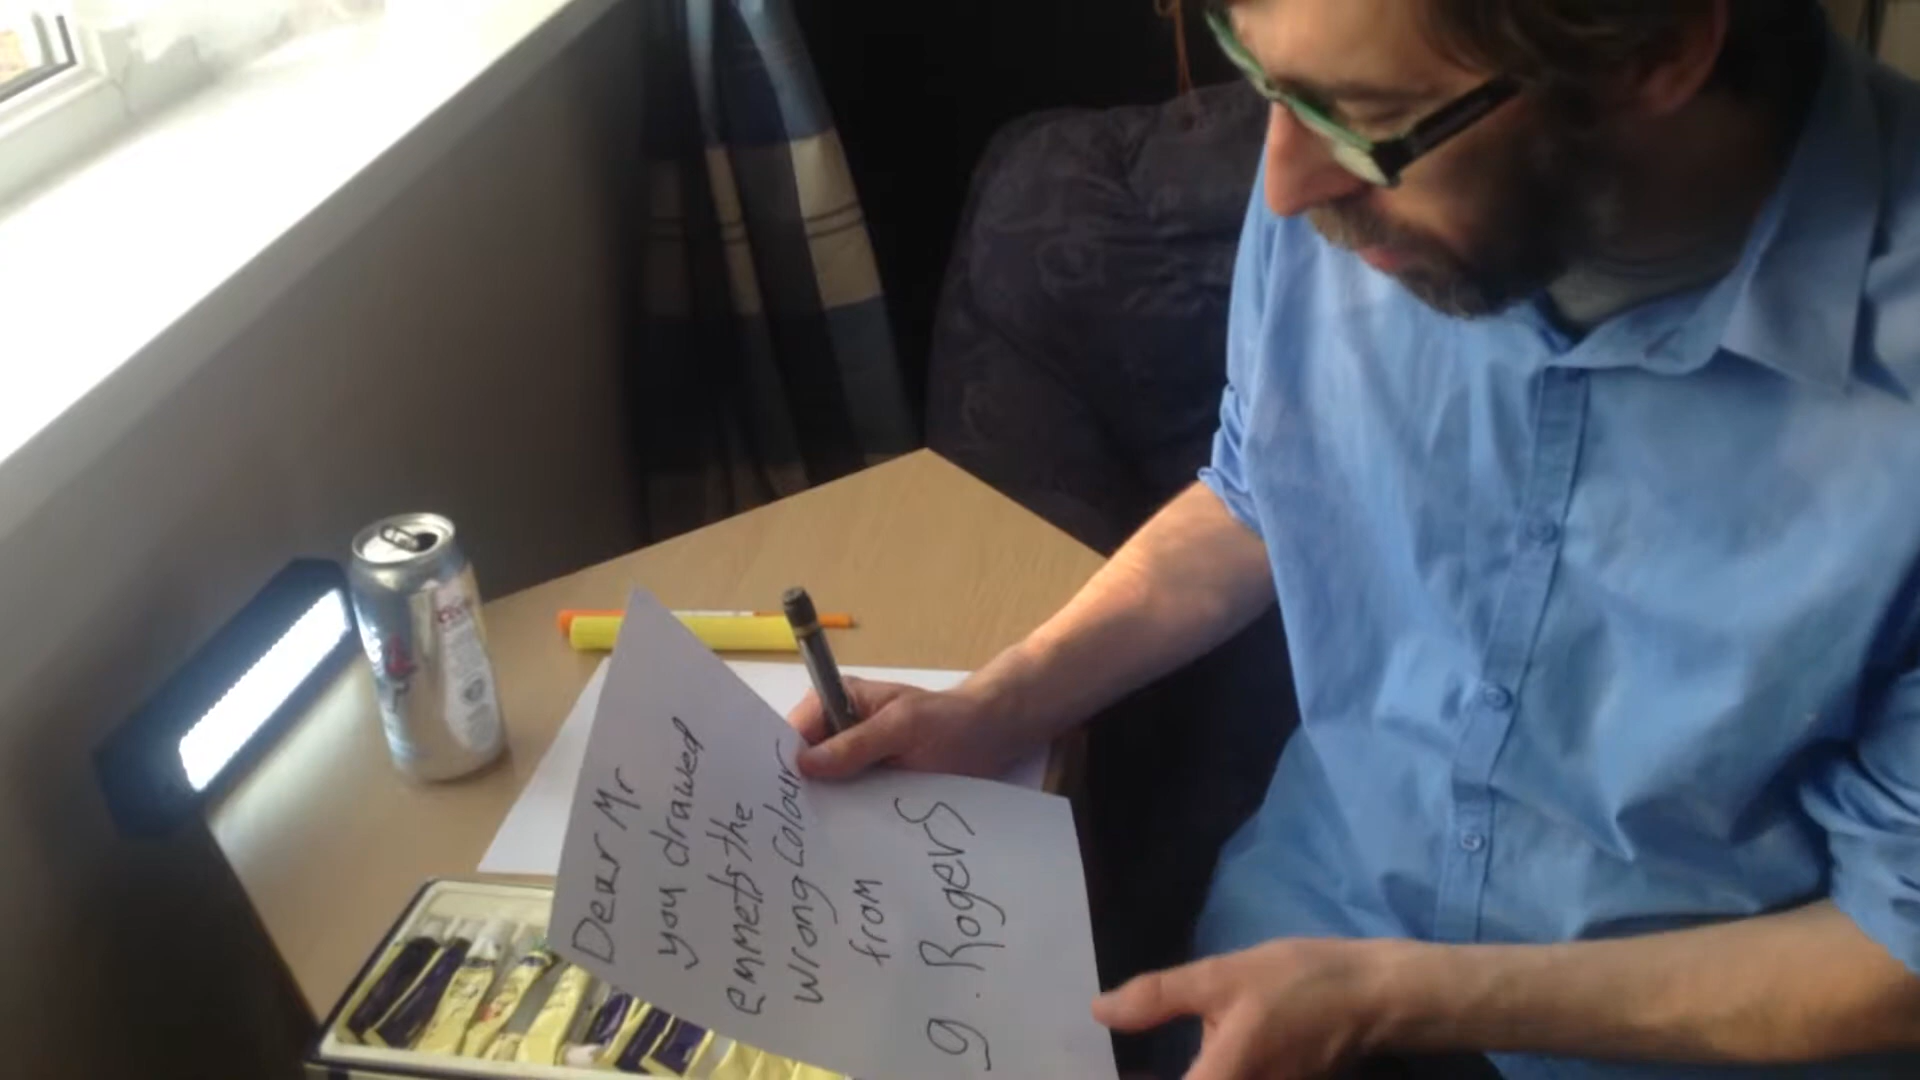 Dear Mr
you drawed
emmets the
wrong Colour
from
g. Rogers